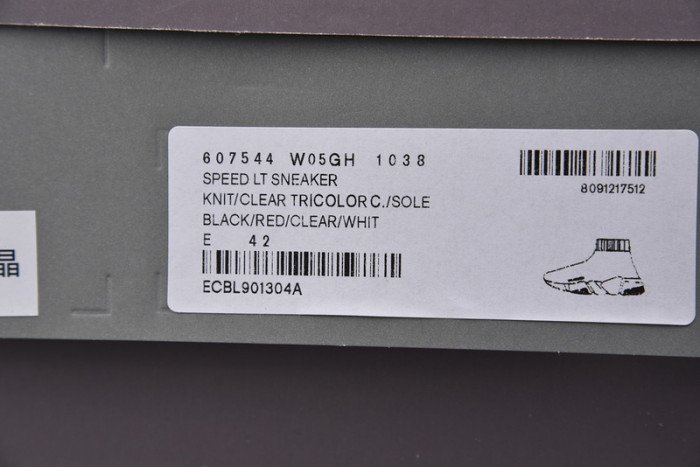 607544 W05GH 1038
SPEED LT SNEAKER
KNIT/CLEAR TRICOLOR C./SOLE
BLACK/RED/CLEAR/WHIT
E 42
ECBL901304A
8091217512
晶